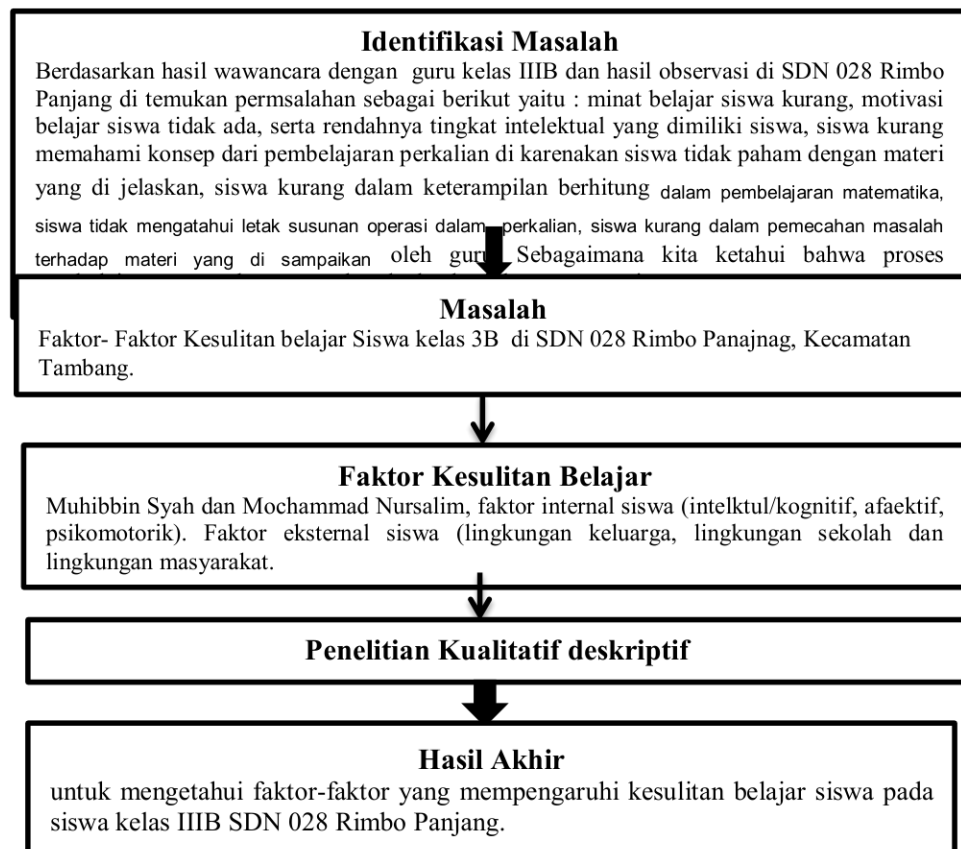 Identifikasi Masalah
Berdasarkan hasil wawancara dengan guru kelas IIIB dan hasil observasi di SDN 028 Rimbo
Panjang di temukan permsalahan sebagai berikut yaitu : minat belajar siswa kurang, motivasi
belajar siswa tidak ada, serta rendahnya tingkat intelektual yang dimiliki siswa, siswa kurang
memahami konsep dari pembelajaran perkalian di karenakan siswa tidak paham dengan materi
yang di jelaskan, siswa kurang dalam keterampilan berhitung dalam pembelajaran matematika,
siswa tidak mengatahui letak susunan operasi dalam perkalian, siswa kurang dalam pemecahan masalah
terhadap materi yang di sampaikan oleh guru Sebagaimana kita ketahui bahwa proses
Masalah
Faktor- Faktor Kesulitan belajar Siswa kelas 3B di SDN 028 Rimbo Panajnag, Kecamatan
Tambang.
Faktor Kesulitan Belajar
Muhibbin Syah dan Mochammad Nursalim, faktor internal siswa (intelktul/kognitif, afaektif,
psikomotorik). Faktor eksternal siswa (lingkungan keluarga, lingkungan sekolah dan
lingkungan masyarakat.
Penelitian Kualitatif deskriptif
Hasil Akhir
untuk mengetahui faktor-faktor yang mempengaruhi kesulitan belajar siswa pada
siswa kelas IIIB SDN 028 Rimbo Panjang.